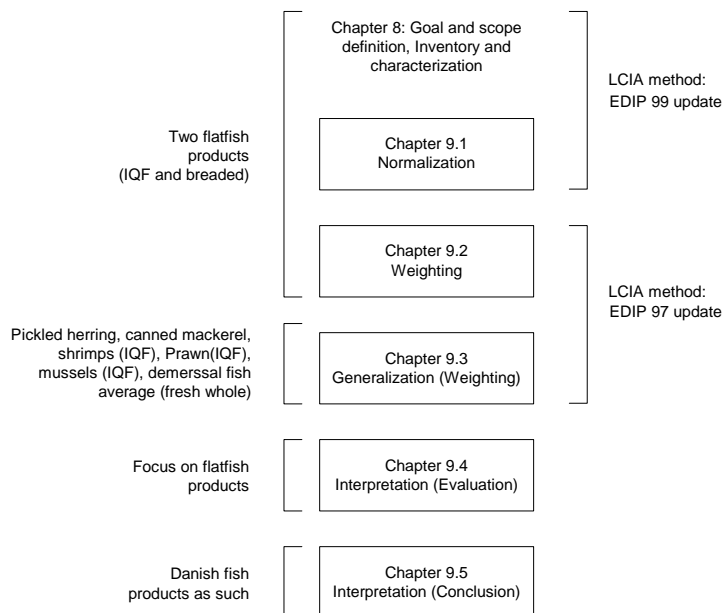 Chapter 8: Goal and scope
definition, Inventory and
characterization
LCIA method:
EDIP 99 update
Two flatfish
products
(IQF and breaded)
Chapter 9.1
Normalization
Chapter 9.2
Weighting
LCIA method:
EDIP 97 update
Pickled herring, canned mackerel,
shrimps (IQF), Prawn(IQF),
mussels (IQF), demerssal fish
average (fresh whole)
Chapter 9.3
Generalization (Weighting)
Focus on flatfish
products
Chapter 9.4
Interpretation (Evaluation)
Danish fish
products as such
Chapter 9.5
Interpretation (Conclusion)